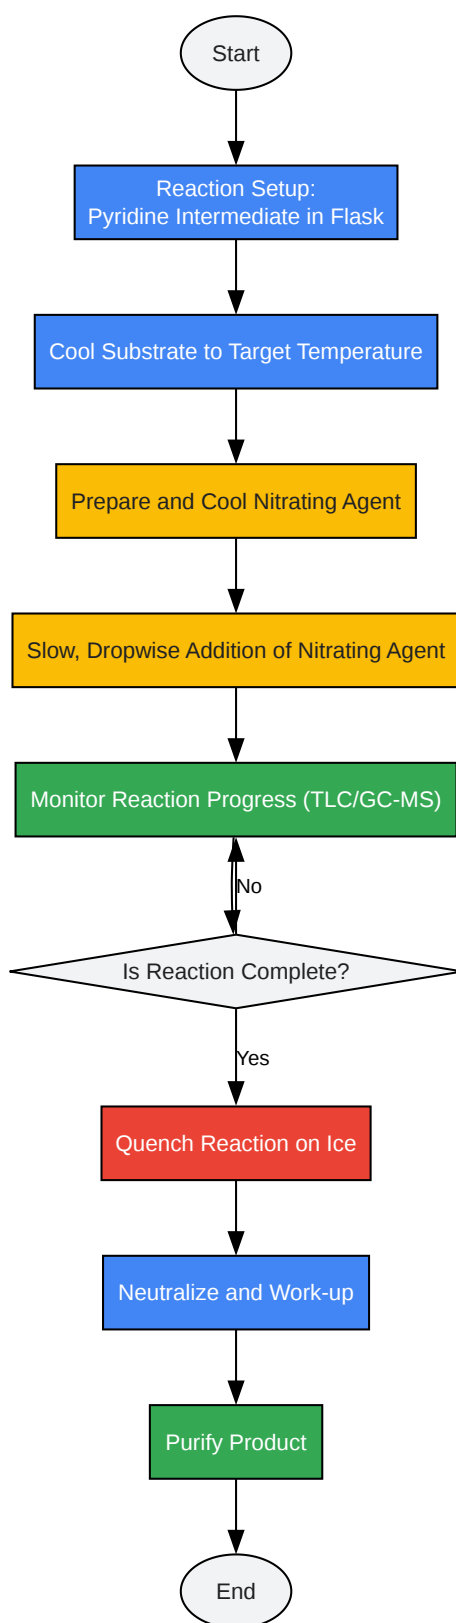 Start
Reaction Setup:
Pyridine Intermediate in Flask
Cool Substrate to Target Temperature
Prepare and Cool Nitrating Agent
Slow, Dropwise Addition of Nitrating Agent
Monitor Reaction Progress (TLC/GC-MS)
No
Is Reaction Complete?
Yes
Quench Reaction on Ice
Neutralize and Work-up
Purify Product
End